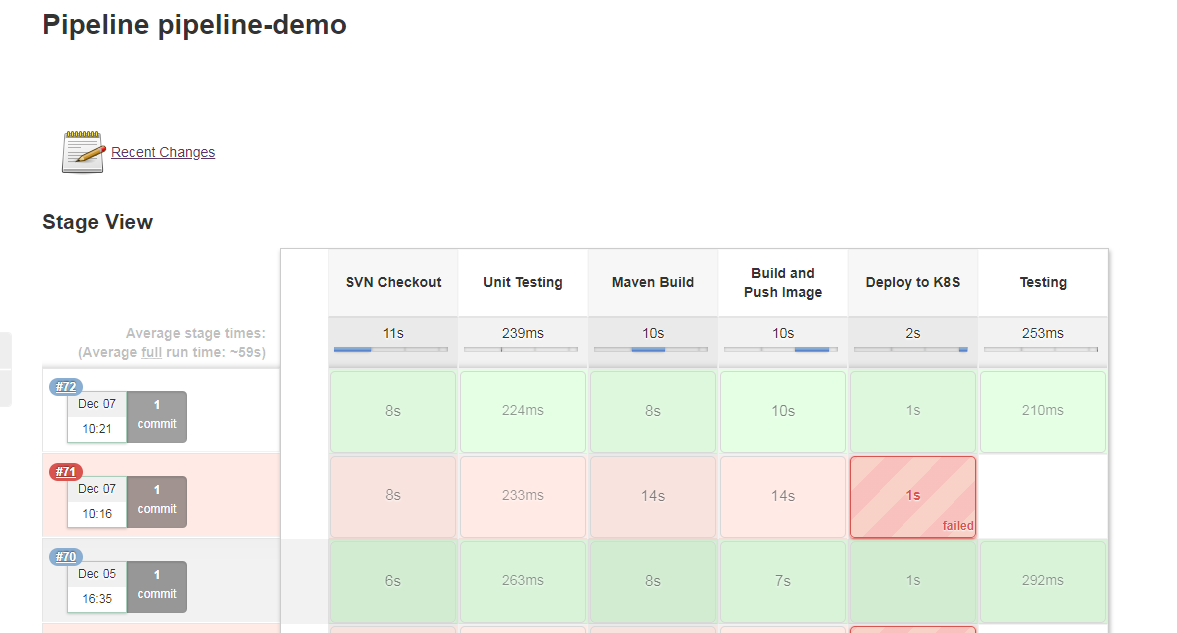 Pipeline pipeline-demo
Recent Changes
Stage View
SVN Checkout
Unit Testing
Maven Build
Build and
Push Image
Deploy to K8S
Testing
Average stage times:
(Average full run time: ~59s)
11s
239ms
10s
10s
2s
253ms
#72
Dec 07
10:21
1
commit
8s
224ms
8s
10s
1s
210ms
#71
Dec 07
10:16
1
commit
8s
233ms
14s
14s
1s
failed
#70
Dec 05
16:35
1
commit
6s
263ms
8s
7s
1s
292ms